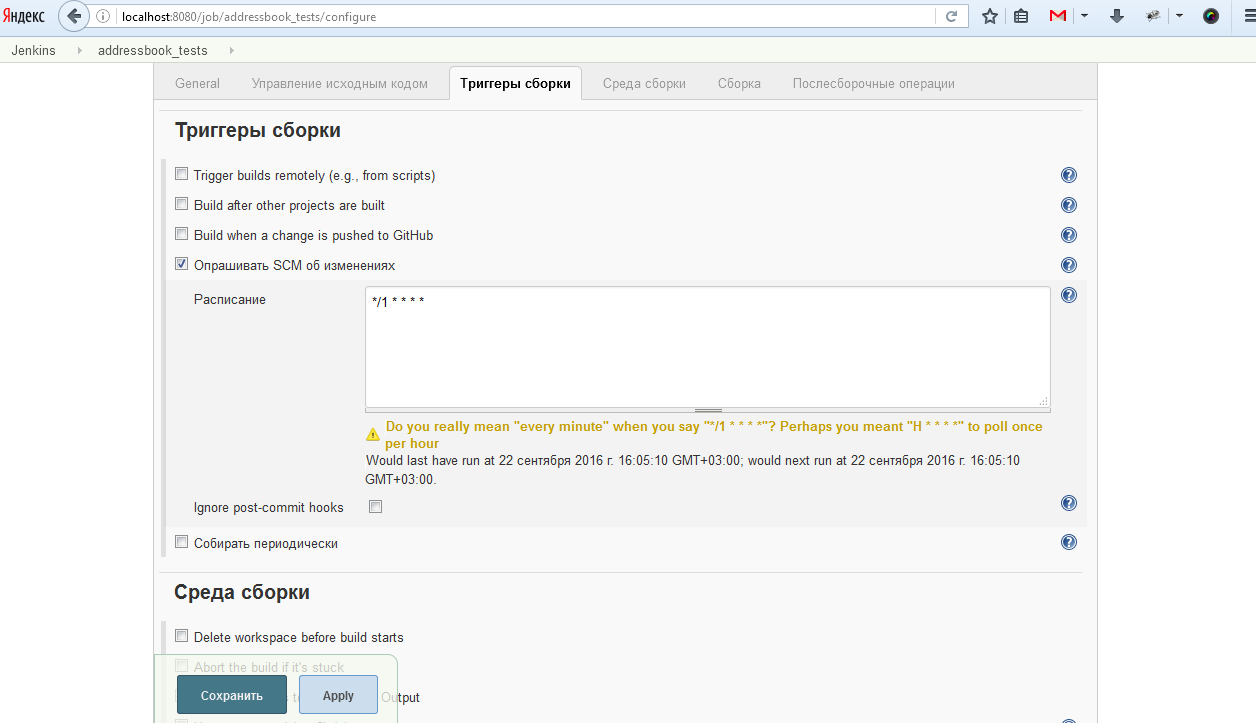 Яндекс
localhost:8080/job/addressbook_tests/configure
Jenkins addressbook_tests
General Управление исходным кодом Триггеры сборки Среда сборки Сборка Послесборочные операции
Триггеры сборки
Trigger builds remotely (e.g., from scripts)
Build after other projects are built
Build when a change is pushed to GitHub
Опрашивать SCM об изменениях
Расписание
*/1 * * * *
Do you really mean "every minute" when you say "*/1 * * * *"? Perhaps you meant "H * * * *" to poll once
per hour
Would last have run at 22 сентября 2016 г. 16:05:10 GMT+03:00; would next run at 22 сентября 2016 г. 16:05:10
GMT+03:00.
Ignore post-commit hooks
Собирать периодически
Среда сборки
Delete workspace before build starts
Abort the build if it's stuck
Сохранить Apply Output